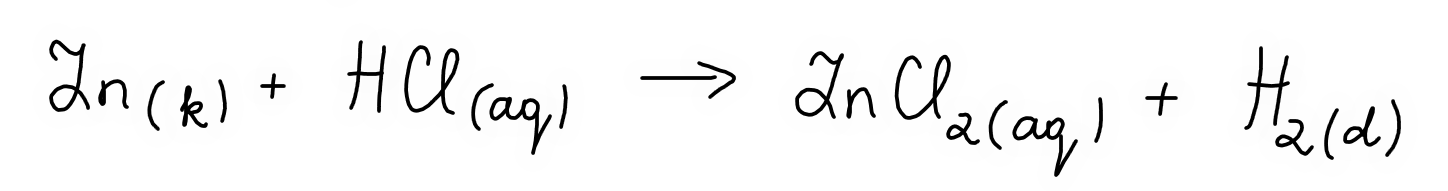 Zn(k) + HCl(aq) → ZnCl2(aq) + H2(d)